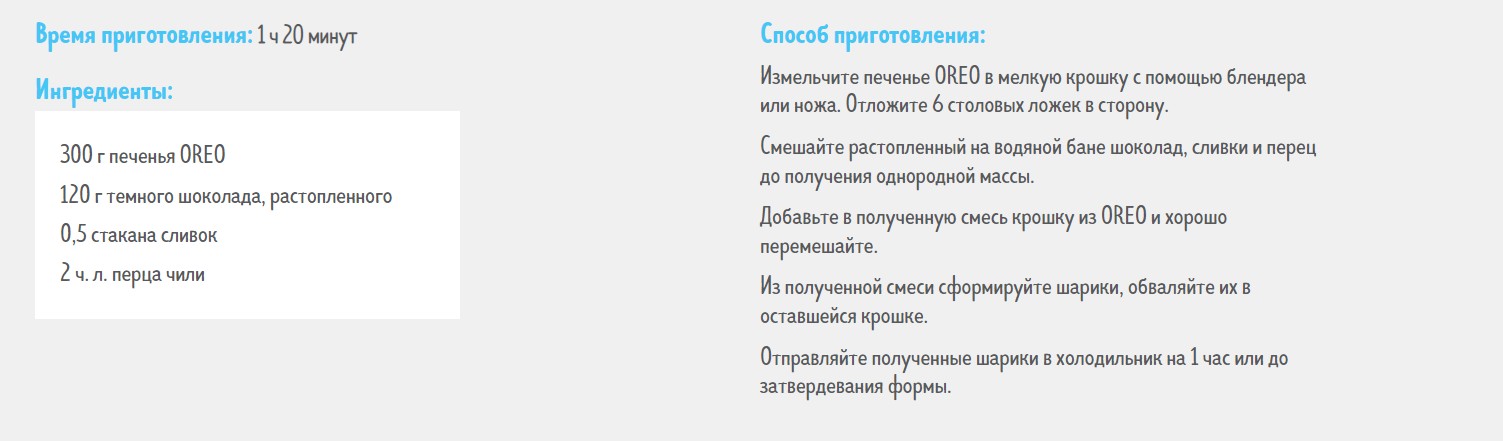 Время приготовления: 1 ч 20 минут
Ингредиенты:
300 г печенья OREO
120 г темного шоколада, растопленного
0,5 стакана сливок
2 ч. л. перца чили
Способ приготовления:
Измельчите печенье OREO в мелкую крошку с помощью блендера
или ножа. Отложите 6 столовых ложек в сторону.
Смешайте растопленный на водяной бане шоколад, сливки и перец
до получения однородной массы.
Добавьте в полученную смесь крошку из OREO и хорошо
перемешайте.
Из полученной смеси сформируйте шарики, обваляйте их в
оставшейся крошке.
Отправляйте полученные шарики в холодильник на 1 час или до
затвердевания формы.